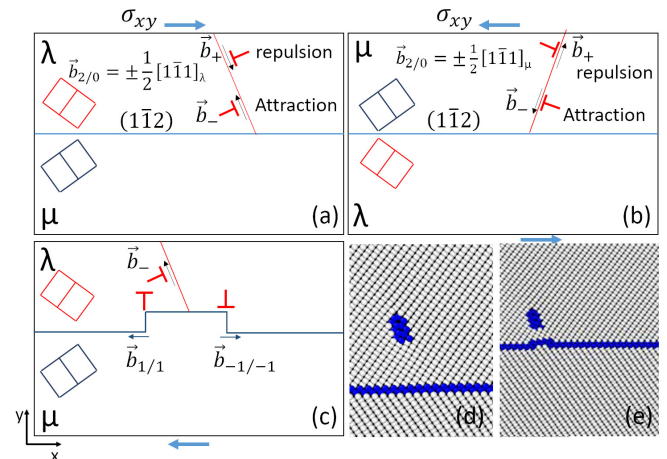 σxy
σxy
λ
b⃗+
repulsion
b⃗2/0 = ± 1/2 [11̄1]λ
Attraction
b⃗−
(11̄2)
μ
(a)
μ
b⃗+
b⃗2/0 = ± 1/2 [11̄1]μ
repulsion
b⃗−
(11̄2)
Attraction
λ
(b)
λ
b⃗−
b⃗1/1
b⃗−1/−1
μ
(c)
y
x
(d)
(e)